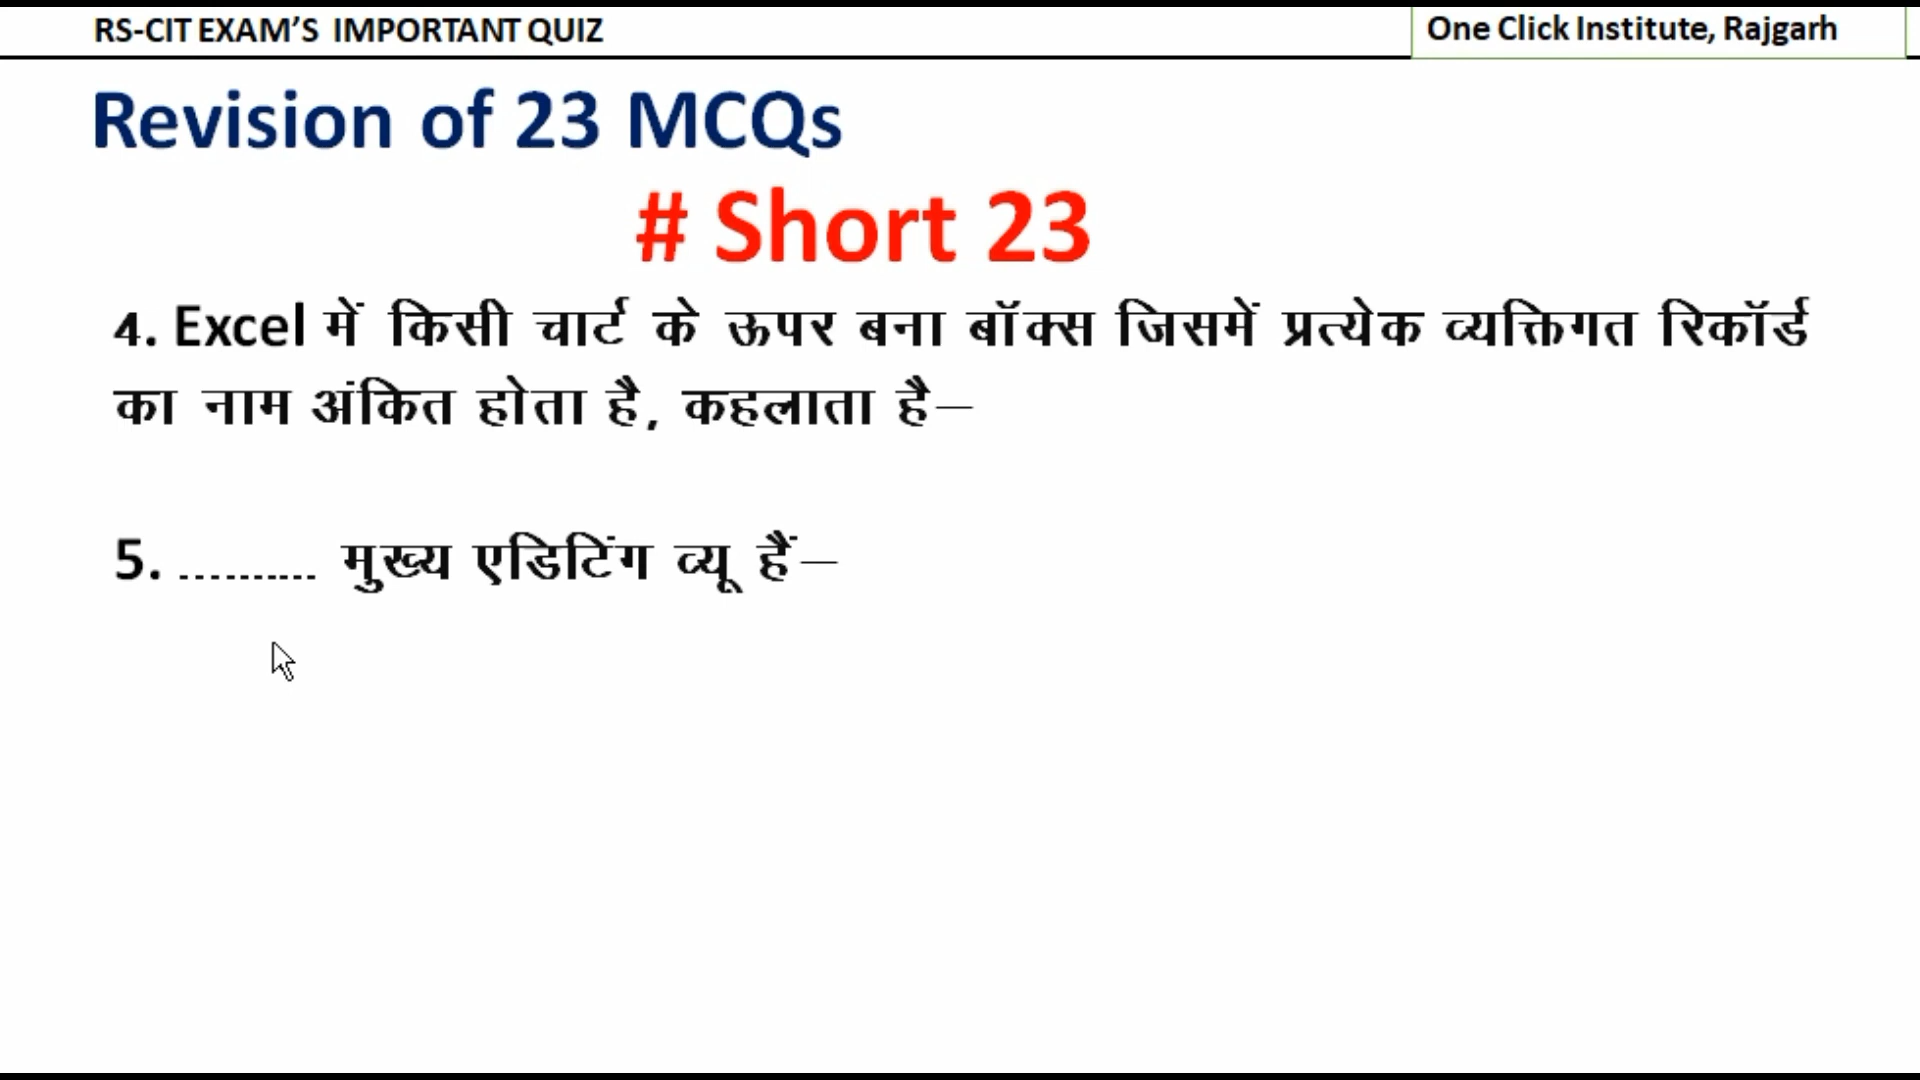 RS-CIT EXAM’S IMPORTANT QUIZ
One Click Institute, Rajgarh
Revision of 23 MCQs
# Short 23
4. Excel में किसी चार्ट के ऊपर बना बॉक्स जिसमें प्रत्येक व्यक्तिगत रिकॉर्ड
का नाम अंकित होता है, कहलाता है–
5. .......... मुख्य एडिटिंग व्यू हैं–